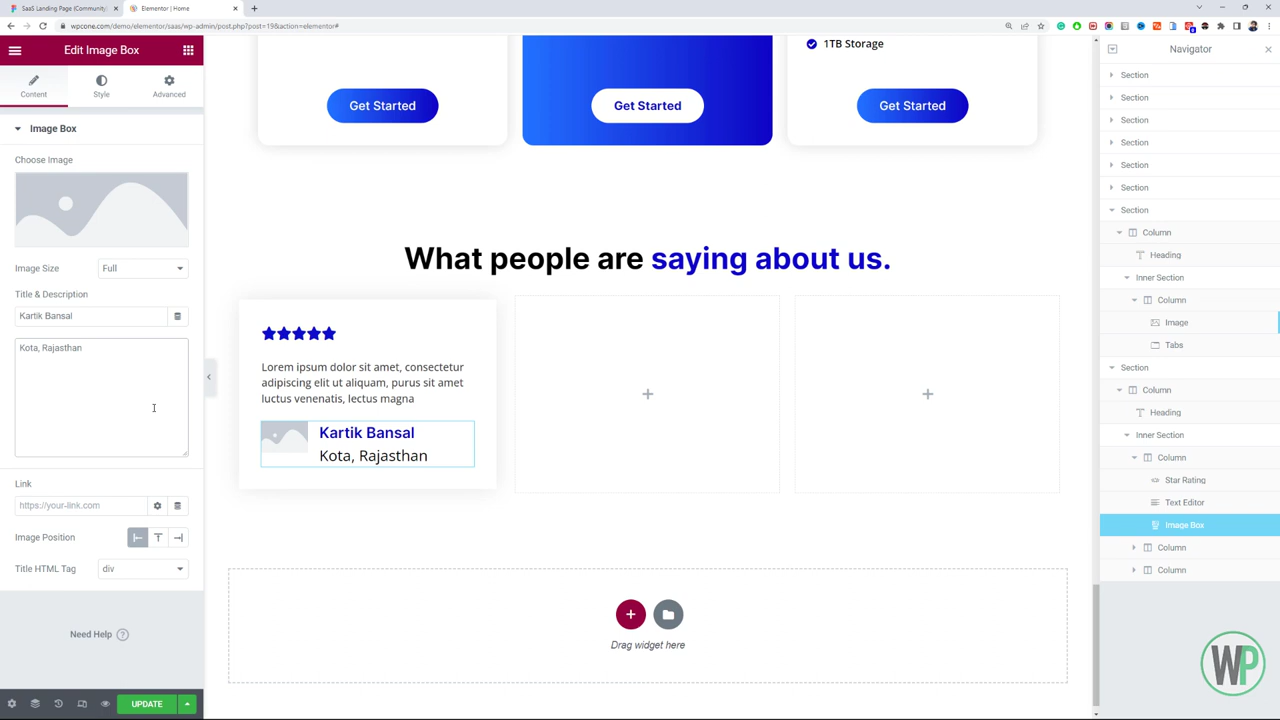 SaaS Landing Page (Community)
Elementor | Home
wpcone.com/demo/elementor/saas/wp-admin/post.php?post=19&action=elementor#
Edit Image Box
Content
Style
Advanced
Image Box
Choose Image
Image Size
Full
Title & Description
Kartik Bansal
Kota, Rajasthan
Link
https://your-link.com
Image Position
Title HTML Tag
div
Need Help
UPDATE
1TB Storage
Get Started
Get Started
Get Started
What people are saying about us.
Lorem ipsum dolor sit amet, consectetur
adipiscing elit ut aliquam, purus sit amet
luctus venenatis, lectus magna
Kartik Bansal
Kota, Rajasthan
Drag widget here
Navigator
Section
Section
Section
Section
Section
Section
Section
Column
Heading
Inner Section
Column
Image
Tabs
Section
Column
Heading
Inner Section
Column
Star Rating
Text Editor
Image Box
Column
Column
WP